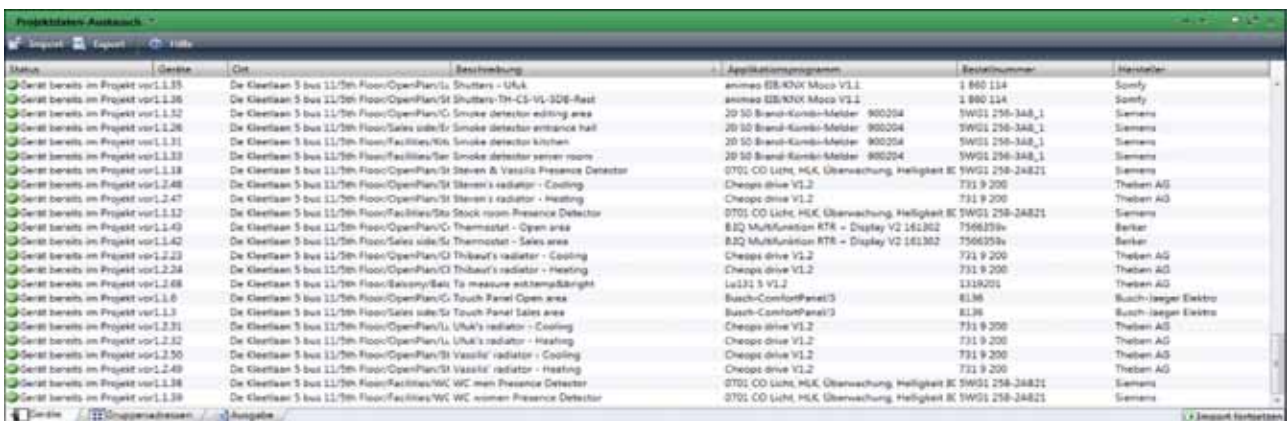 Projektdaten-Austausch
Import Export Hilfe
Status Geräte Ort Beschreibung Applikationsprogramm Bestellnummer Hersteller
Gerät bereits im Projekt vor 1.1.35 De Kleetlaan 5 bus 11/5th Floor/OpenPlan/Lu Shutters - Ufuk animeo EIB/KNX Moco V1.1 1 860 114 Somfy
Gerät bereits im Projekt vor 1.1.36 De Kleetlaan 5 bus 11/5th Floor/OpenPlan/St Shutters-TH-CS-VL-SDB-Rest animeo EIB/KNX Moco V1.1 1 860 114 Somfy
Gerät bereits im Projekt vor 1.1.32 De Kleetlaan 5 bus 11/5th Floor/OpenPlan/C Smoke detector editing area 20 S0 Brand-Kombi-Melder 900204 5WG1 256-3AB_1 Siemens
Gerät bereits im Projekt vor 1.1.26 De Kleetlaan 5 bus 11/5th Floor/Sales side/E Smoke detector entrance hall 20 S0 Brand-Kombi-Melder 900204 5WG1 256-3AB_1 Siemens
Gerät bereits im Projekt vor 1.1.31 De Kleetlaan 5 bus 11/5th Floor/Facilities/Kit Smoke detector kitchen 20 S0 Brand-Kombi-Melder 900204 5WG1 256-3AB_1 Siemens
Gerät bereits im Projekt vor 1.1.33 De Kleetlaan 5 bus 11/5th Floor/Facilities/Ser Smoke detector server room 20 S0 Brand-Kombi-Melder 900204 5WG1 256-3AB_1 Siemens
Gerät bereits im Projekt vor 1.1.18 De Kleetlaan 5 bus 11/5th Floor/OpenPlan/St Steven & Vassilis Presence Detector 0701 CO Licht, HLK, Überwachung, Helligkeit 5WG1 258-2AB21 Siemens
Gerät bereits im Projekt vor 1.2.48 De Kleetlaan 5 bus 11/5th Floor/OpenPlan/St Steven's radiator - Cooling Cheops drive V1.2 731 9 200 Theben AG
Gerät bereits im Projekt vor 1.2.47 De Kleetlaan 5 bus 11/5th Floor/OpenPlan/St Steven's radiator - Heating Cheops drive V1.2 731 9 200 Theben AG
Gerät bereits im Projekt vor 1.1.12 De Kleetlaan 5 bus 11/5th Floor/Facilities/Sto Stock room Presence Detector 0701 CO Licht, HLK, Überwachung, Helligkeit 5WG1 258-2AB21 Siemens
Gerät bereits im Projekt vor 1.1.43 De Kleetlaan 5 bus 11/5th Floor/OpenPlan/C Thermostat - Open area BIQ Multifunktion RTR + Display V2 161302 7566359x Berker
Gerät bereits im Projekt vor 1.1.42 De Kleetlaan 5 bus 11/5th Floor/Sales side/Sa Thermostat - Sales area BIQ Multifunktion RTR + Display V2 161302 7566359x Berker
Gerät bereits im Projekt vor 1.2.23 De Kleetlaan 5 bus 11/5th Floor/OpenPlan/Cl Thibaut's radiator - Cooling Cheops drive V1.2 731 9 200 Theben AG
Gerät bereits im Projekt vor 1.2.24 De Kleetlaan 5 bus 11/5th Floor/OpenPlan/Cl Thibaut's radiator - Heating Cheops drive V1.2 731 9 200 Theben AG
Gerät bereits im Projekt vor 1.2.68 De Kleetlaan 5 bus 11/5th Floor/Balcony/Balc To measure ext.temp&bright Lu131 S V1.2 1319201 Theben AG
Gerät bereits im Projekt vor 1.1.6 De Kleetlaan 5 bus 11/5th Floor/OpenPlan/C Touch Panel Open area Busch-ComfortPanel/3 8136 Busch-Jaeger Elektro
Gerät bereits im Projekt vor 1.1.3 De Kleetlaan 5 bus 11/5th Floor/Sales side/Sa Touch Panel Sales area Busch-ComfortPanel/3 8136 Busch-Jaeger Elektro
Gerät bereits im Projekt vor 1.2.31 De Kleetlaan 5 bus 11/5th Floor/OpenPlan/Lu Ufuk's radiator - Cooling Cheops drive V1.2 731 9 200 Theben AG
Gerät bereits im Projekt vor 1.2.32 De Kleetlaan 5 bus 11/5th Floor/OpenPlan/Lu Ufuk's radiator - Heating Cheops drive V1.2 731 9 200 Theben AG
Gerät bereits im Projekt vor 1.2.50 De Kleetlaan 5 bus 11/5th Floor/OpenPlan/St Vassilis' radiator - Cooling Cheops drive V1.2 731 9 200 Theben AG
Gerät bereits im Projekt vor 1.2.49 De Kleetlaan 5 bus 11/5th Floor/OpenPlan/St Vassilis' radiator - Heating Cheops drive V1.2 731 9 200 Theben AG
Gerät bereits im Projekt vor 1.1.38 De Kleetlaan 5 bus 11/5th Floor/Facilities/WC WC men Presence Detector 0701 CO Licht, HLK, Überwachung, Helligkeit 5WG1 258-2AB21 Siemens
Gerät bereits im Projekt vor 1.1.39 De Kleetlaan 5 bus 11/5th Floor/Facilities/WC WC women Presence Detector 0701 CO Licht, HLK, Überwachung, Helligkeit 5WG1 258-2AB21 Siemens
Geräte Gruppenadressen Ausgabe Import fortsetzen